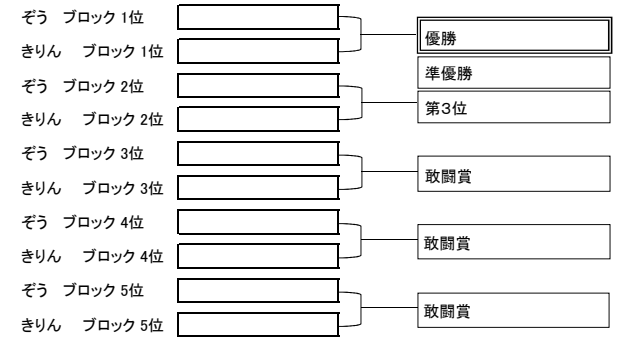 ぞう ブロック 1位
優勝
きりん ブロック 1位
準優勝
ぞう ブロック 2位
第3位
きりん ブロック 2位
ぞう ブロック 3位
敢闘賞
きりん ブロック 3位
ぞう ブロック 4位
敢闘賞
きりん ブロック 4位
ぞう ブロック 5位
敢闘賞
きりん ブロック 5位